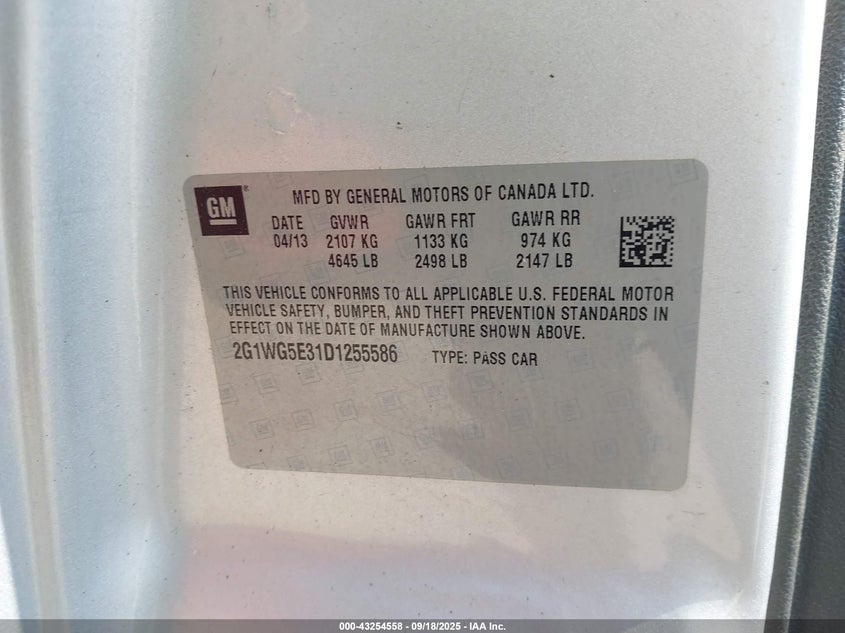 GM®
MFD BY GENERAL MOTORS OF CANADA LTD.
DATE GVWR GAWR FRT GAWR RR
04/13 2107 KG 1133 KG 974 KG
4645 LB 2498 LB 2147 LB
THIS VEHICLE CONFORMS TO ALL APPLICABLE U.S. FEDERAL MOTOR
VEHICLE SAFETY, BUMPER, AND THEFT PREVENTION STANDARDS IN
EFFECT ON THE DATE OF MANUFACTURE SHOWN ABOVE.
2G1WG5E31D1255586 TYPE: PASS CAR
000-43254558 - 09/18/2025 - IAA Inc.